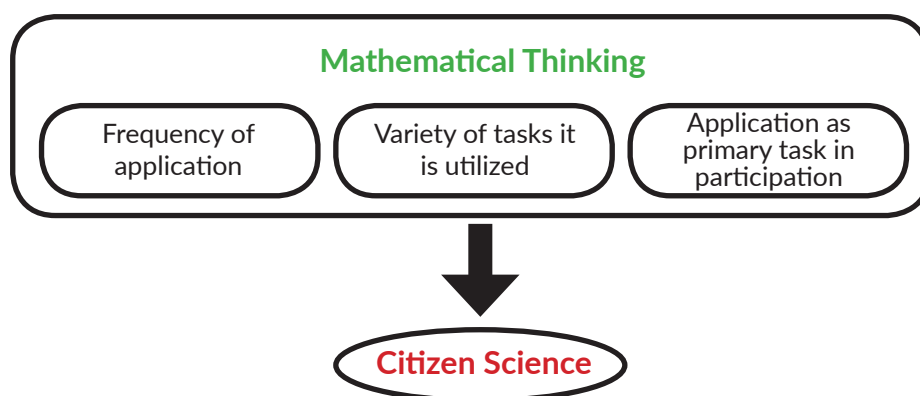 Mathematical Thinking
Frequency of
application
Variety of tasks it
is utilized
Application as
primary task in
participation
Citizen Science